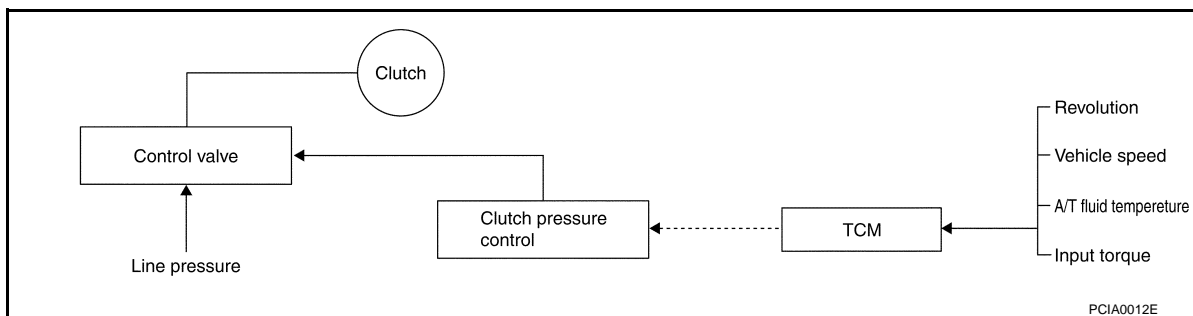 Clutch
Control valve
Line pressure
Clutch pressure
control
TCM
Revolution
Vehicle speed
A/T fluid tempereture
Input torque
PCIA0012E